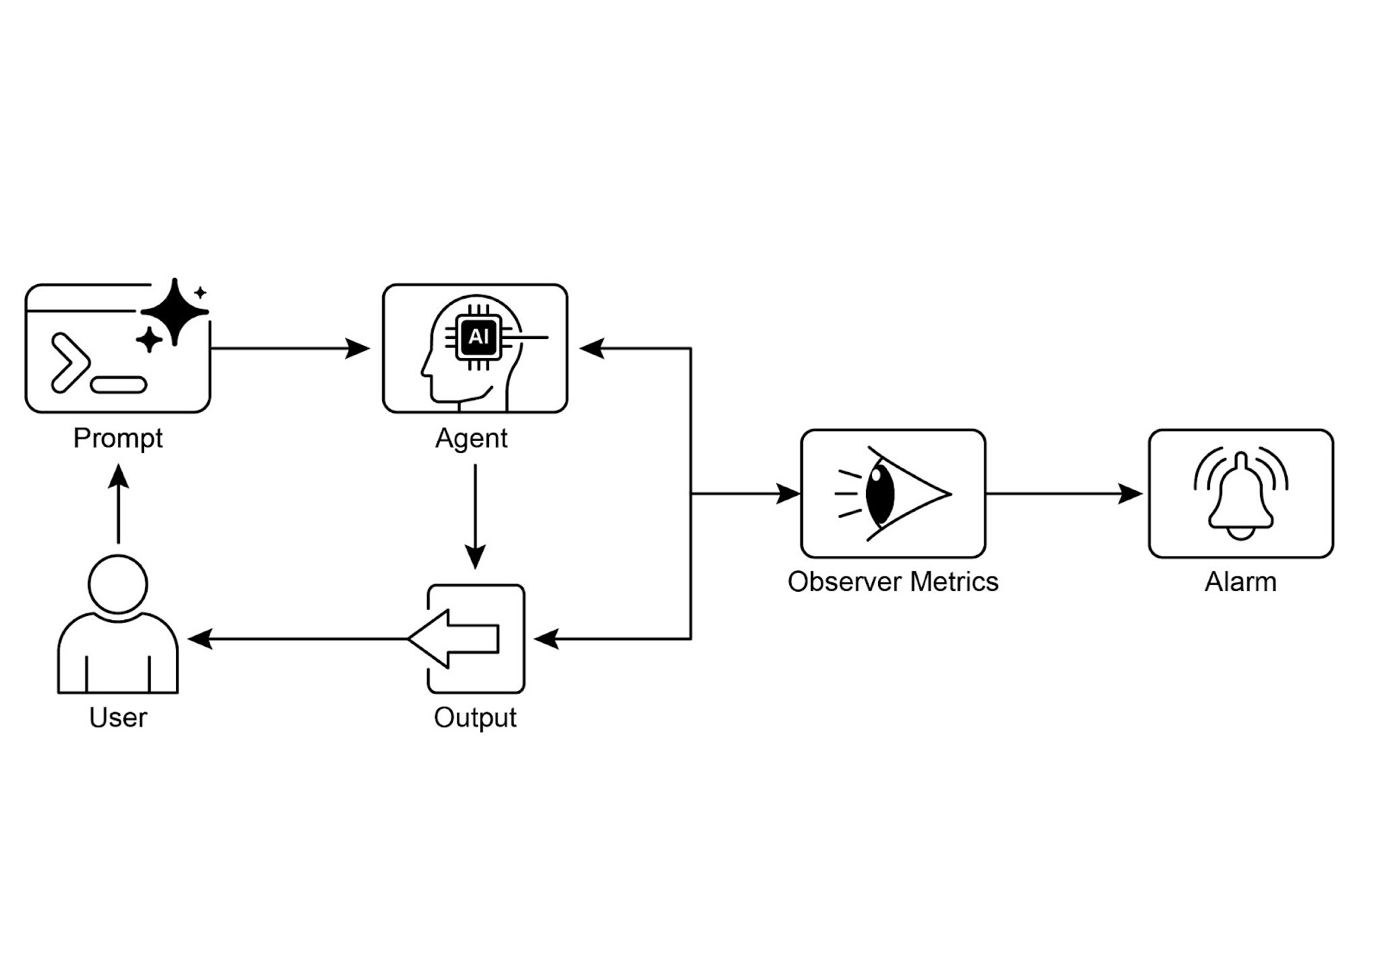 AI
Prompt
Agent
Observer Metrics
Alarm
User
Output